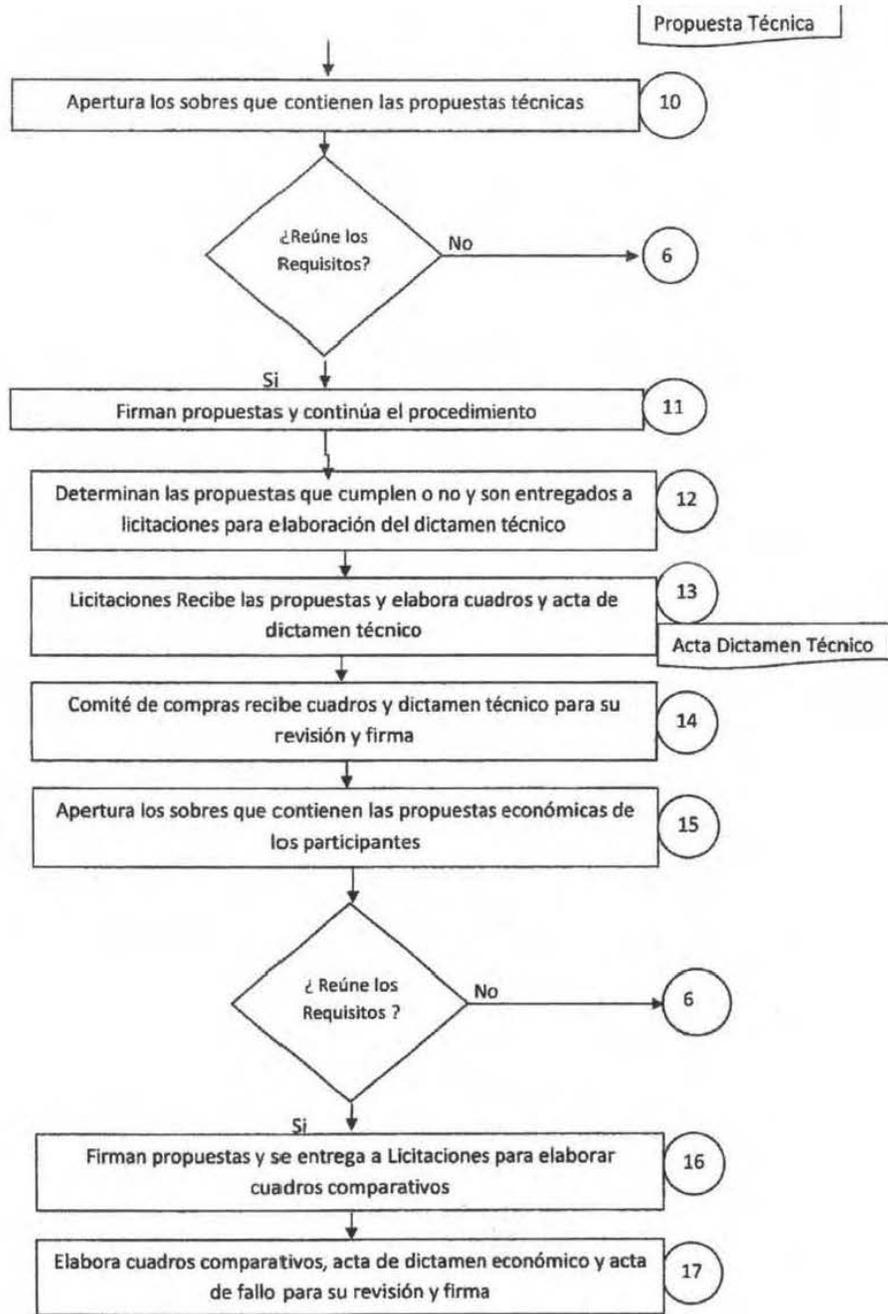 Propuesta Técnica
Apertura los sobres que contienen las propuestas técnicas
10
¿Reúne los
Requisitos?
No
6
Si
Firman propuestas y continúa el procedimiento
11
Determinan las propuestas que cumplen o no y son entregados a
licitaciones para elaboración del dictamen técnico
12
Licitaciones Recibe las propuestas y elabora cuadros y acta de
dictamen técnico
13
Acta Dictamen Técnico
Comité de compras recibe cuadros y dictamen técnico para su
revisión y firma
14
Apertura los sobres que contienen las propuestas económicas de
los participantes
15
¿ Reúne los
Requisitos ?
No
6
Si
Firman propuestas y se entrega a Licitaciones para elaborar
cuadros comparativos
16
Elabora cuadros comparativos, acta de dictamen económico y acta
de fallo para su revisión y firma
17